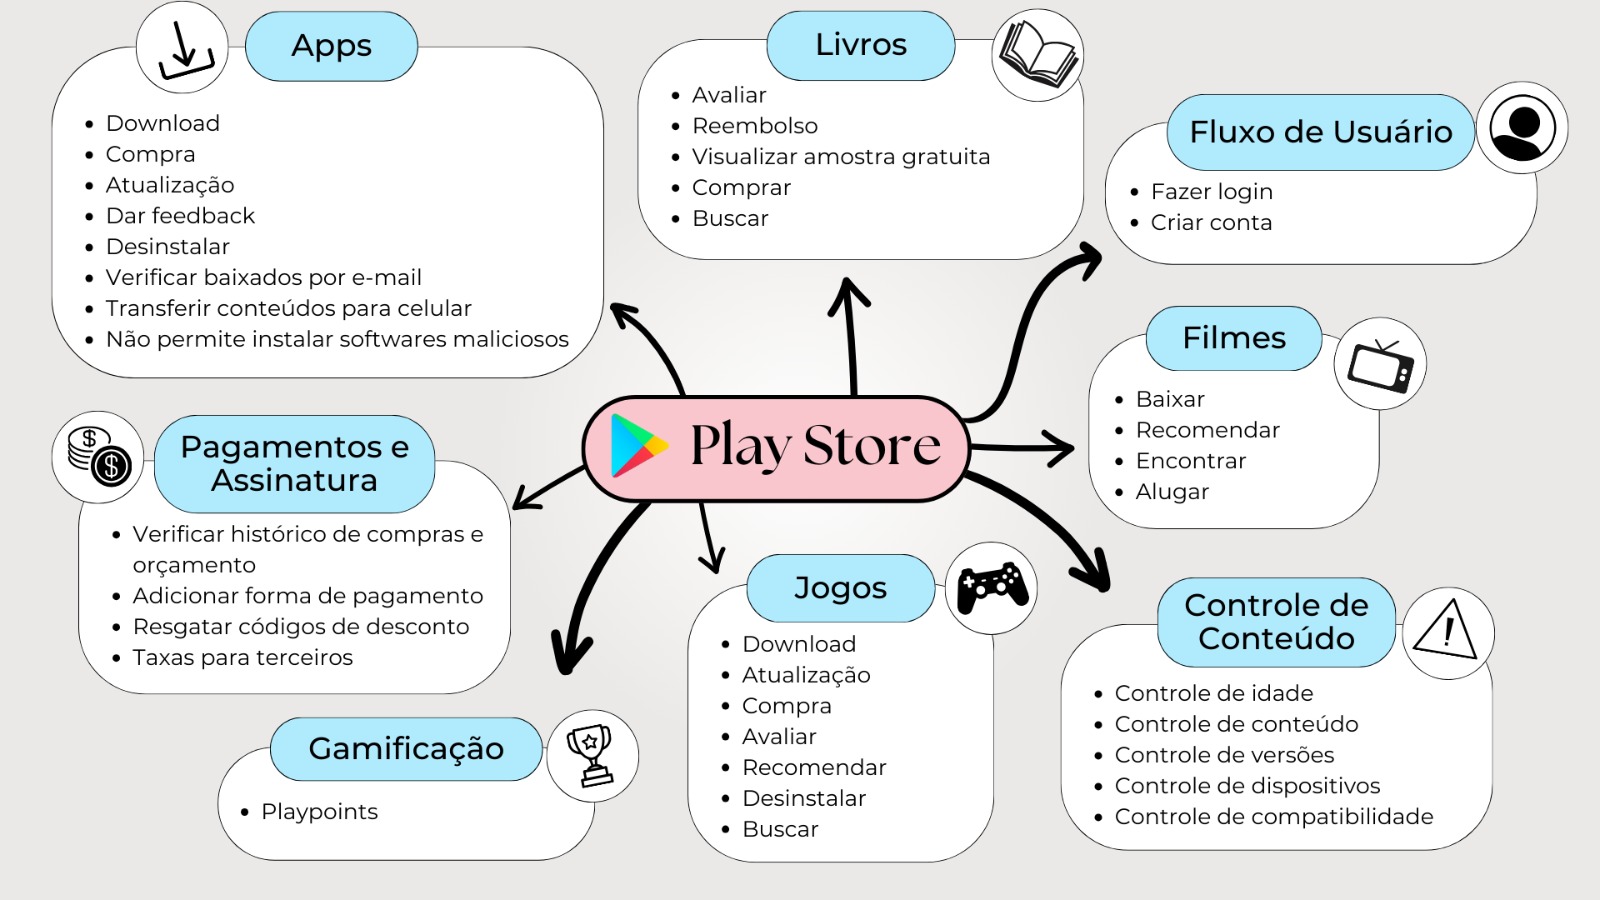 Apps
Download
Compra
Atualização
Dar feedback
Desinstalar
Verificar baixados por e-mail
Transferir conteúdos para celular
Não permite instalar softwares maliciosos
Livros
Avaliar
Reembolso
Visualizar amostra gratuita
Comprar
Buscar
Fluxo de Usuário
Fazer login
Criar conta
Filmes
Baixar
Recomendar
Encontrar
Alugar
Play Store
Pagamentos e
Assinatura
$
$
Verificar histórico de compras e
orçamento
Adicionar forma de pagamento
Resgatar códigos de desconto
Taxas para terceiros
Gamificação
Playpoints
Jogos
Download
Atualização
Compra
Avaliar
Recomendar
Desinstalar
Buscar
Controle de
Conteúdo
!
Controle de idade
Controle de conteúdo
Controle de versões
Controle de dispositivos
Controle de compatibilidade